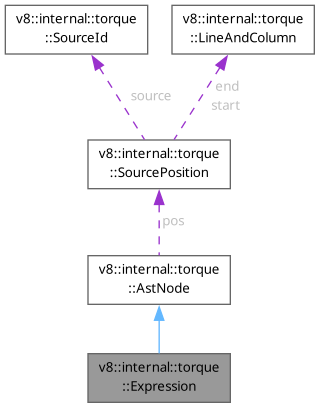 v8::internal::torque
::SourceId
v8::internal::torque
::LineAndColumn
source
end
start
v8::internal::torque
::SourcePosition
pos
v8::internal::torque
::AstNode
v8::internal::torque
::Expression